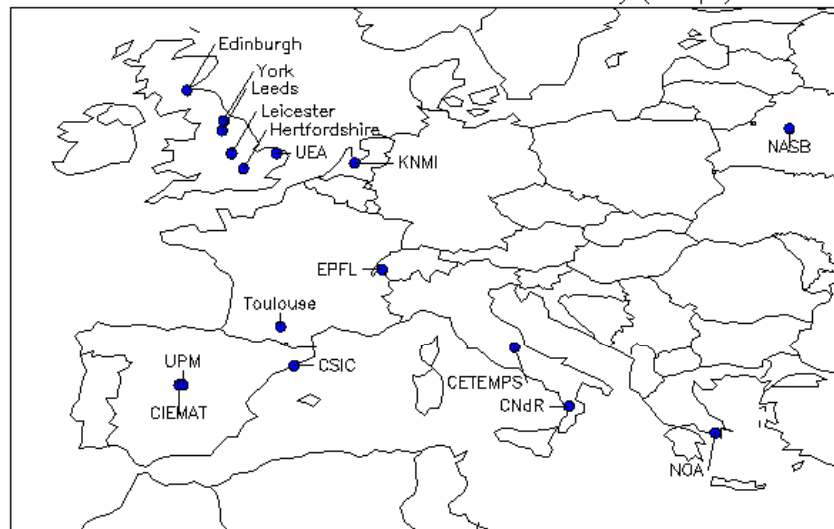 Edinburgh
York
Leeds
Leicester
Hertfordshire
UEA
KNMI
NASB
EPFL
Toulouse
UPM
CSIC
CIEMAT
CETEMPS
CNdR
NOA